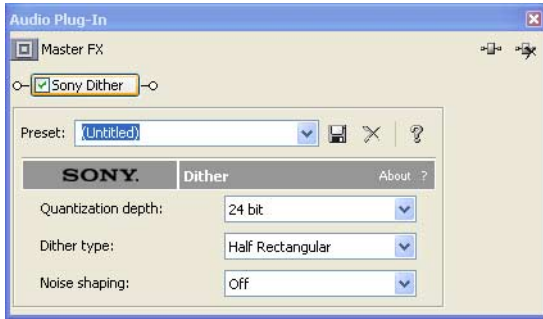 Audio Plug-In
Master FX
Sony Dither
Preset: (Untitled)
SONY. Dither About ?
Quantization depth: 24 bit
Dither type: Half Rectangular
Noise shaping: Off